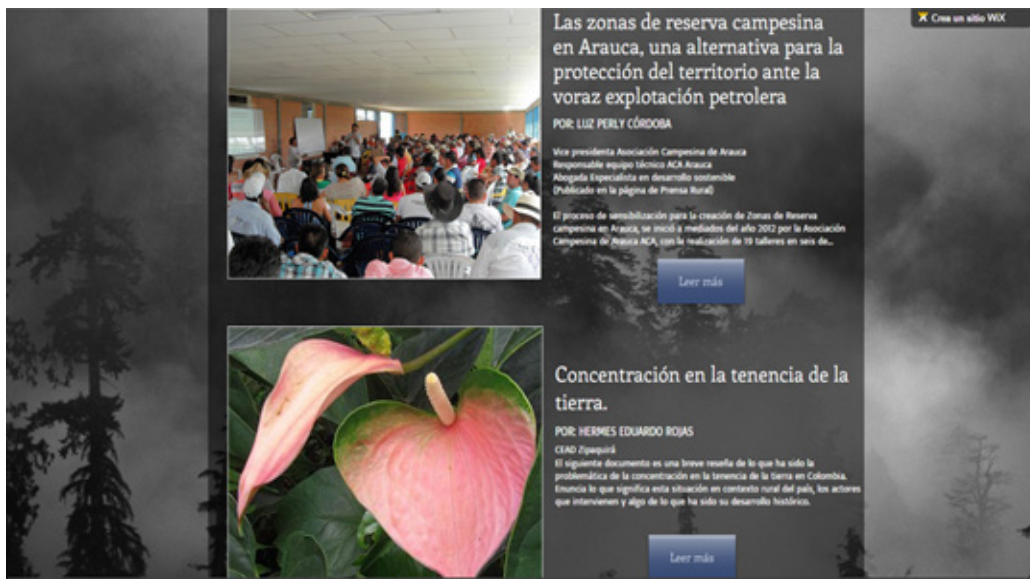 Crea un sitio WiX
Las zonas de reserva campesina
en Arauca, una alternativa para la
protección del territorio ante la
voraz explotación petrolera
POR: LUZ PERLY CÓRDOBA
Vice presidenta Asociación Campesina de Arauca
Responsable equipo técnico ACA Arauca
Abogada Especialista en desarrollo sostenible
(Publicado en la página de Prensa Rural)
El proceso de sensibilización para la creación de Zonas de Reserva
campesina en Arauca, se inició a mediados del año 2012 por la Asociación
Campesina de Arauca ACA, con la realización de 19 talleres en seis de...
Leer más
Concentración en la tenencia de la
tierra.
POR: HERMES EDUARDO ROJAS
CEAD Zipaquirá
El siguiente documento es una breve reseña de lo que ha sido la
problemática de la concentración en la tenencia de la tierra en Colombia.
Enuncia lo que significa esta situación en contexto rural del país, los actores
que intervienen y algo de lo que ha sido su desarrollo histórico.
Leer más